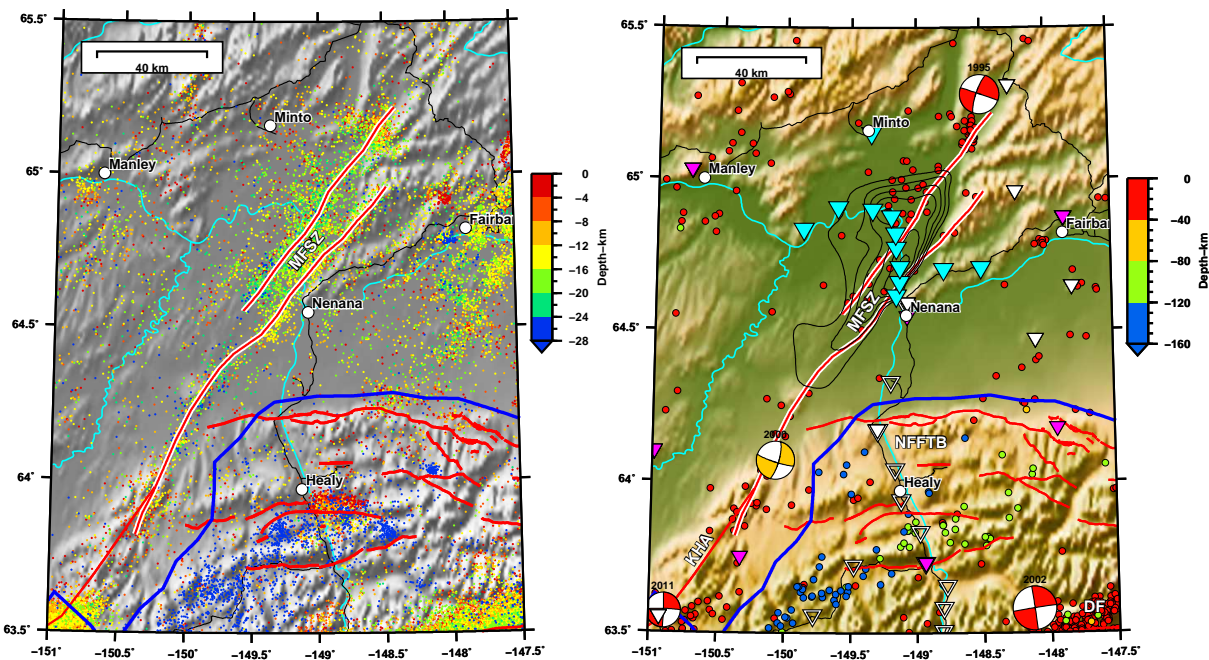 65.5°
65°
64.5°
64°
63.5°
−151°
−150.5°
−150°
−149.5°
−149°
−148.5°
−148°
−147.5°
40 km
Minto
Manley
Fairbar
MFSZ
Nenana
Healy
0
−4
−8
−12
−16
−20
−24
−28
Depth−km
65.5°
65°
64.5°
64°
63.5°
−151°
−150.5°
−150°
−149.5°
−149°
−148.5°
−148°
−147.5°
40 km
1995
Minto
Manley
Fairbar
MFSZ
Nenana
NFFTB
Healy
KHA
2011
2002
DF
0
−40
−80
−120
−160
Depth−km